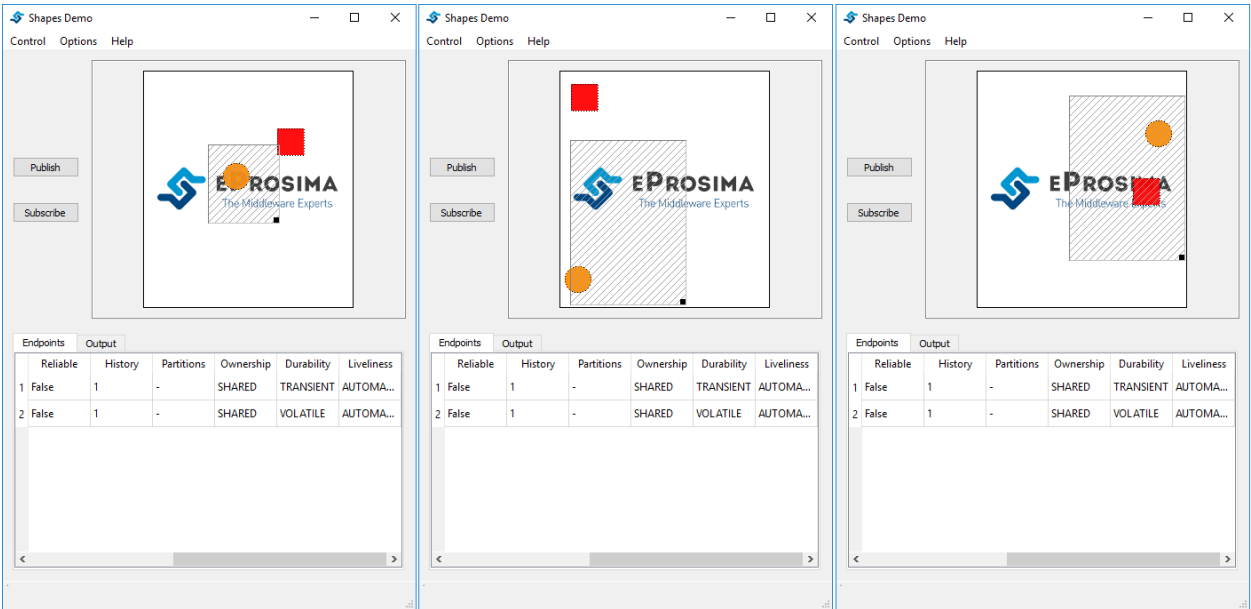 Shapes Demo
Control Options Help
Publish
Subscribe
EPROSIMA
The Middleware Experts
Endpoints Output
Reliable History Partitions Ownership Durability Liveliness
1 False 1 - SHARED TRANSIENT AUTOMA...
2 False 1 - SHARED VOLATILE AUTOMA...
Shapes Demo
Control Options Help
Publish
Subscribe
EPROSIMA
The Middleware Experts
Endpoints Output
Reliable History Partitions Ownership Durability Liveliness
1 False 1 - SHARED TRANSIENT AUTOMA...
2 False 1 - SHARED VOLATILE AUTOMA...
Shapes Demo
Control Options Help
Publish
Subscribe
EPROSIMA
The Middleware Experts
Endpoints Output
Reliable History Partitions Ownership Durability Liveliness
1 False 1 - SHARED TRANSIENT AUTOMA...
2 False 1 - SHARED VOLATILE AUTOMA...